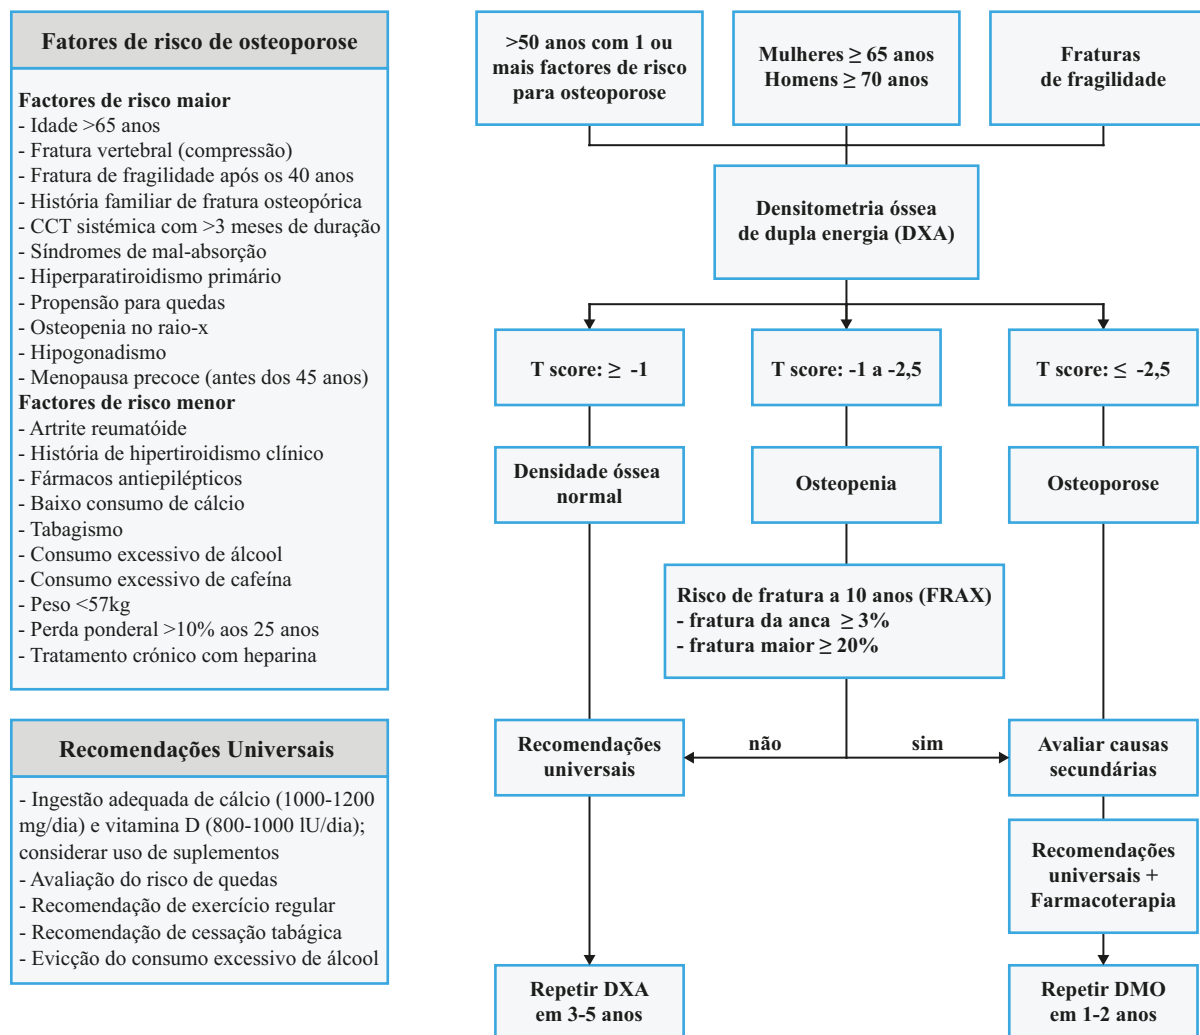 Fatores de risco de osteoporose
Factores de risco maior
- Idade >65 anos
- Fratura vertebral (compressão)
- Fratura de fragilidade após os 40 anos
- História familiar de fratura osteopórica
- CCT sistémica com >3 meses de duração
- Síndromes de mal-absorção
- Hiperparatiroidismo primário
- Propensão para quedas
- Osteopenia no raio-x
- Hipogonadismo
- Menopausa precoce (antes dos 45 anos)
Factores de risco menor
- Artrite reumatóide
- História de hipertiroidismo clínico
- Fármacos antiepilépticos
- Baixo consumo de cálcio
- Tabagismo
- Consumo excessivo de álcool
- Consumo excessivo de cafeína
- Peso <57kg
- Perda ponderal >10% aos 25 anos
- Tratamento crónico com heparina
Recomendações Universais
- Ingestão adequada de cálcio (1000-1200
mg/dia) e vitamina D (800-1000 lU/dia);
considerar uso de suplementos
- Avaliação do risco de quedas
- Recomendação de exercício regular
- Recomendação de cessação tabágica
- Evicção do consumo excessivo de álcool
>50 anos com 1 ou
mais factores de risco
para osteoporose
Mulheres ≥ 65 anos
Homens ≥ 70 anos
Fraturas
de fragilidade
Densitometria óssea
de dupla energia (DXA)
T score: ≥ -1
T score: -1 a -2,5
T score: ≤ -2,5
Densidade óssea
normal
Osteopenia
Osteoporose
Risco de fratura a 10 anos (FRAX)
- fratura da anca ≥ 3%
- fratura maior ≥ 20%
Recomendações
universais
não
sim
Avaliar causas
secundárias
Recomendações
universais +
Farmacoterapia
Repetir DXA
em 3-5 anos
Repetir DMO
em 1-2 anos